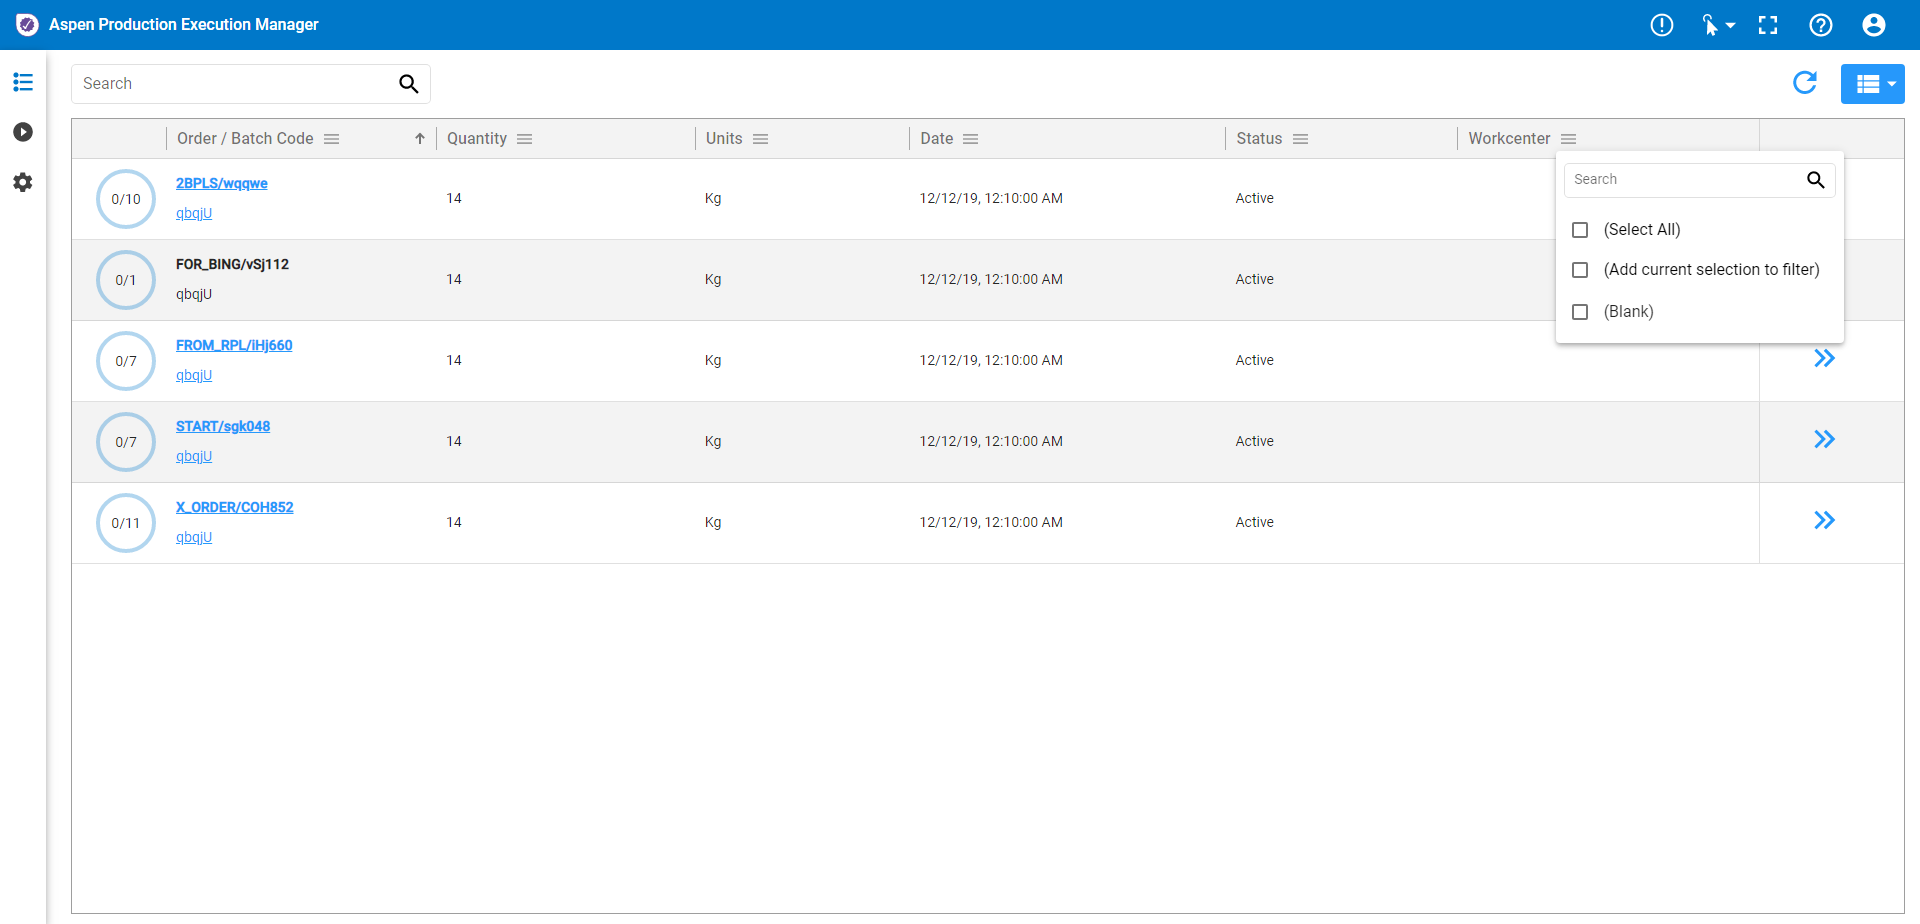 Aspen Production Execution Manager
Search
Order / Batch Code Quantity Units Date Status Workcenter
0/10 2BPLS/wqqwe 14 Kg 12/12/19, 12:10:00 AM Active
qbqjU
0/1 FOR_BING/vSj112 14 Kg 12/12/19, 12:10:00 AM Active
qbqjU
0/7 FROM_RPL/iHj660 14 Kg 12/12/19, 12:10:00 AM Active
qbqjU
0/7 START/sgk048 14 Kg 12/12/19, 12:10:00 AM Active
qbqjU
0/11 X_ORDER/COH852 14 Kg 12/12/19, 12:10:00 AM Active
qbqjU
Search
(Select All)
(Add current selection to filter)
(Blank)